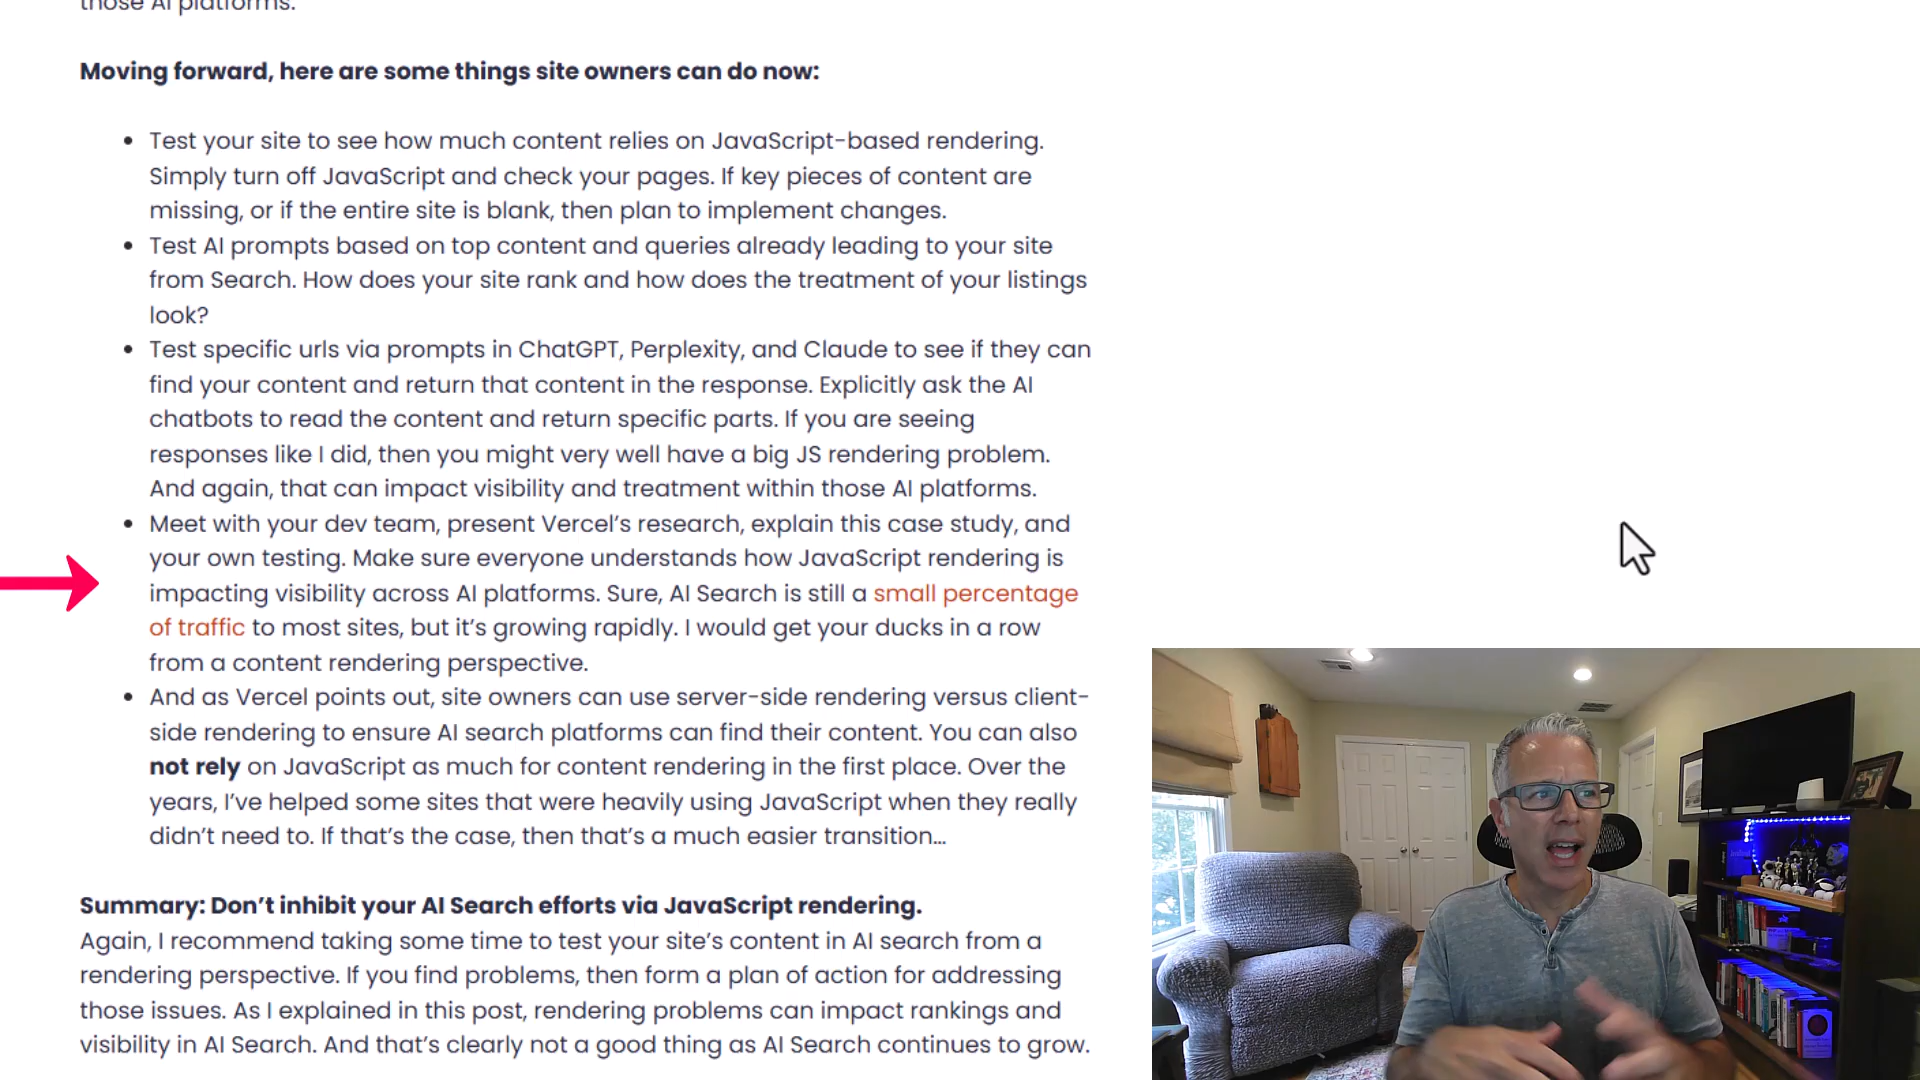 those AI platforms.
Moving forward, here are some things site owners can do now:
Test your site to see how much content relies on JavaScript-based rendering.
Simply turn off JavaScript and check your pages. If key pieces of content are
missing, or if the entire site is blank, then plan to implement changes.
Test AI prompts based on top content and queries already leading to your site
from Search. How does your site rank and how does the treatment of your listings
look?
Test specific urls via prompts in ChatGPT, Perplexity, and Claude to see if they can
find your content and return that content in the response. Explicitly ask the AI
chatbots to read the content and return specific parts. If you are seeing
responses like I did, then you might very well have a big JS rendering problem.
And again, that can impact visibility and treatment within those AI platforms.
Meet with your dev team, present Vercel’s research, explain this case study, and
your own testing. Make sure everyone understands how JavaScript rendering is
impacting visibility across AI platforms. Sure, AI Search is still a small percentage
of traffic to most sites, but it’s growing rapidly. I would get your ducks in a row
from a content rendering perspective.
And as Vercel points out, site owners can use server-side rendering versus client-
side rendering to ensure AI search platforms can find their content. You can also
not rely on JavaScript as much for content rendering in the first place. Over the
years, I’ve helped some sites that were heavily using JavaScript when they really
didn’t need to. If that’s the case, then that’s a much easier transition…
Summary: Don’t inhibit your AI Search efforts via JavaScript rendering.
Again, I recommend taking some time to test your site’s content in AI search from a
rendering perspective. If you find problems, then form a plan of action for addressing
those issues. As I explained in this post, rendering problems can impact rankings and
visibility in AI Search. And that’s clearly not a good thing as AI Search continues to grow.